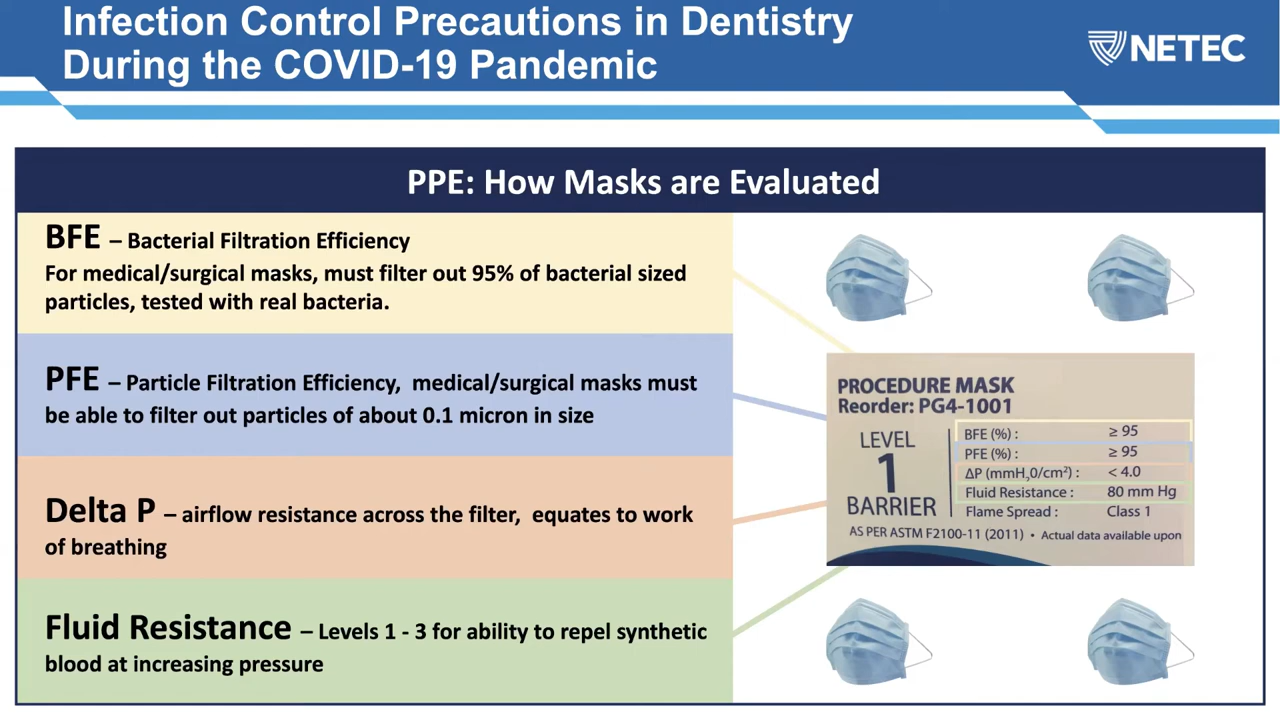 Infection Control Precautions in Dentistry
During the COVID-19 Pandemic
NETEC
PPE: How Masks are Evaluated
BFE – Bacterial Filtration Efficiency
For medical/surgical masks, must filter out 95% of bacterial sized
particles, tested with real bacteria.
PFE – Particle Filtration Efficiency, medical/surgical masks must
be able to filter out particles of about 0.1 micron in size
Delta P – airflow resistance across the filter, equates to work
of breathing
Fluid Resistance – Levels 1 - 3 for ability to repel synthetic
blood at increasing pressure
PROCEDURE MASK
Reorder: PG4-1001
LEVEL
1
BARRIER
BFE (%) : ≥ 95
PFE (%) : ≥ 95
ΔP (mmH₂0/cm²) : < 4.0
Fluid Resistance : 80 mm Hg
Flame Spread : Class 1
AS PER ASTM F2100-11 (2011) • Actual data available upon